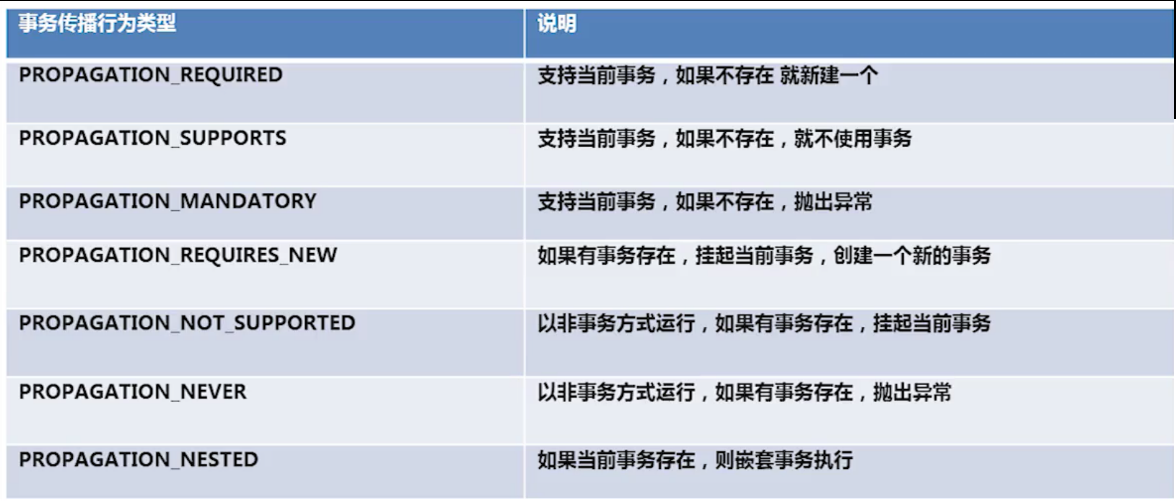 事务传播行为类型 说明
PROPAGATION_REQUIRED 支持当前事务，如果不存在 就新建一个
PROPAGATION_SUPPORTS 支持当前事务，如果不存在，就不使用事务
PROPAGATION_MANDATORY 支持当前事务，如果不存在，抛出异常
PROPAGATION_REQUIRES_NEW 如果有事务存在，挂起当前事务，创建一个新的事务
PROPAGATION_NOT_SUPPORTED 以非事务方式运行，如果有事务存在，挂起当前事务
PROPAGATION_NEVER 以非事务方式运行，如果有事务存在，抛出异常
PROPAGATION_NESTED 如果当前事务存在，则嵌套事务执行